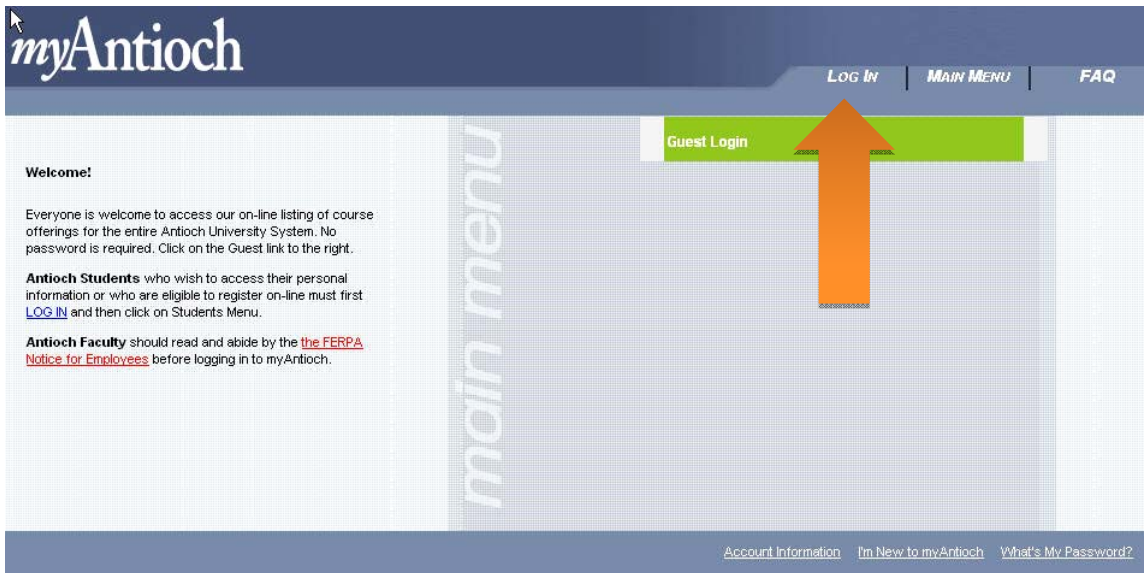 myAntioch
LOG IN MAIN MENU FAQ
Guest Login
main menu
Welcome!
Everyone is welcome to access our on-line listing of course
offerings for the entire Antioch University System. No
password is required. Click on the Guest link to the right.
Antioch Students who wish to access their personal
information or who are eligible to register on-line must first
LOG IN and then click on Students Menu.
Antioch Faculty should read and abide by the the FERPA
Notice for Employees before logging in to myAntioch.
Account Information I'm New to myAntioch What's My Password?